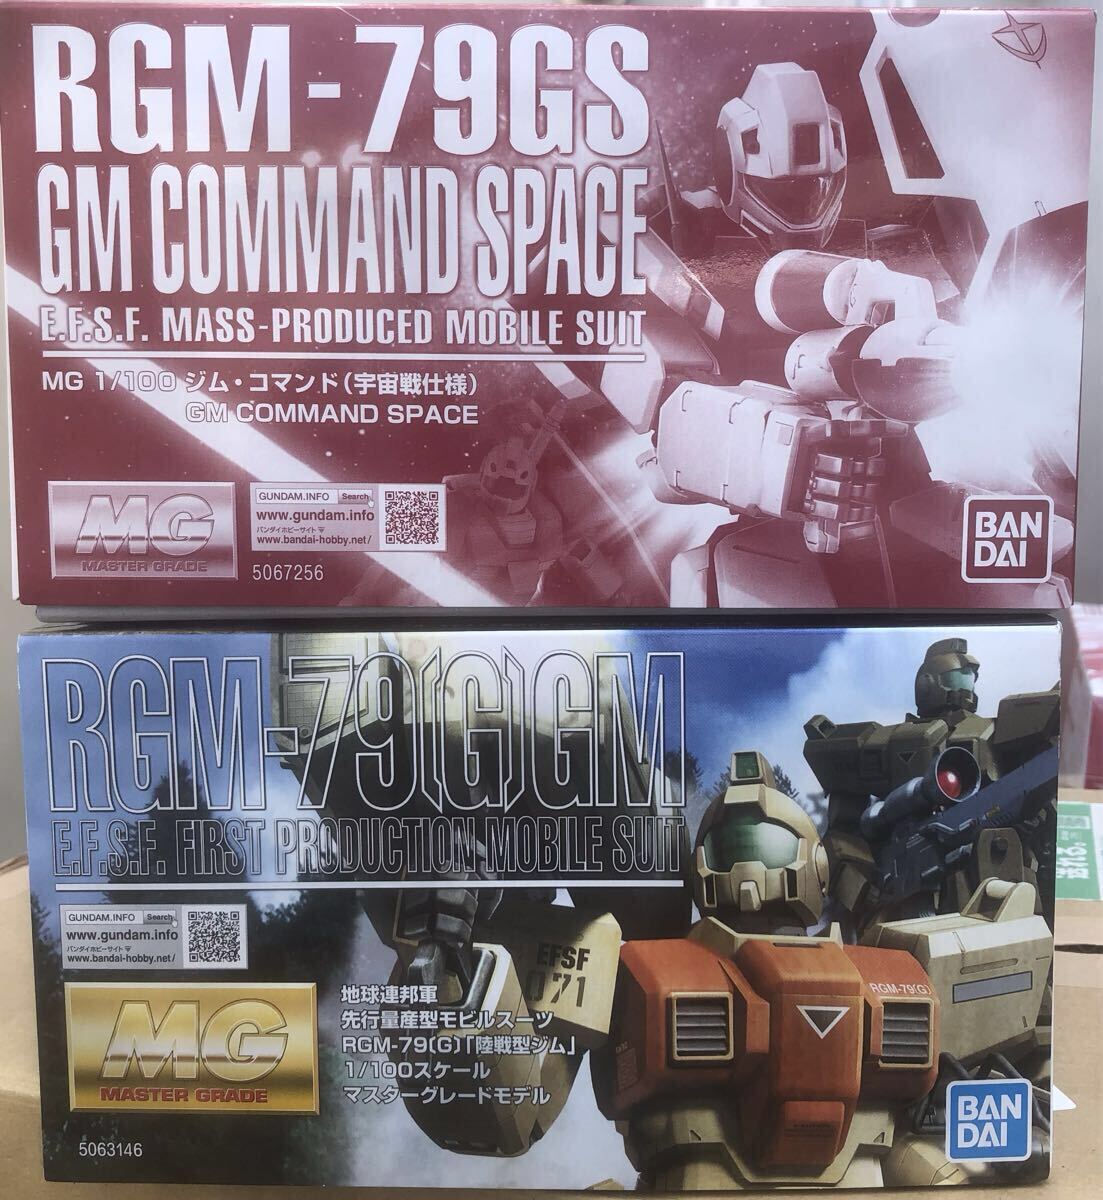 RGM-79GS
GM COMMAND SPACE
E.F.S.F. MASS-PRODUCED MOBILE SUIT
MG 1/100 ジム・コマンド(宇宙戦仕様)
GM COMMAND SPACE
MG
MASTER GRADE
GUNDAM.INFO Search
www.gundam.info
バンダイホビーサイト
www.bandai-hobby.net/
5067256
BAN
DAI
RGM-79(G)GM
E.F.S.F. FIRST PRODUCTION MOBILE SUIT
GUNDAM.INFO Search
www.gundam.info
バンダイホビーサイト
www.bandai-hobby.net/
MG
MASTER GRADE
5063146
地球連邦軍
先行量産型モビルスーツ
RGM-79(G)「陸戦型ジム」
1/100スケール
マスターグレードモデル
EFSF
071
RGM-79(G)
BAN
DAI